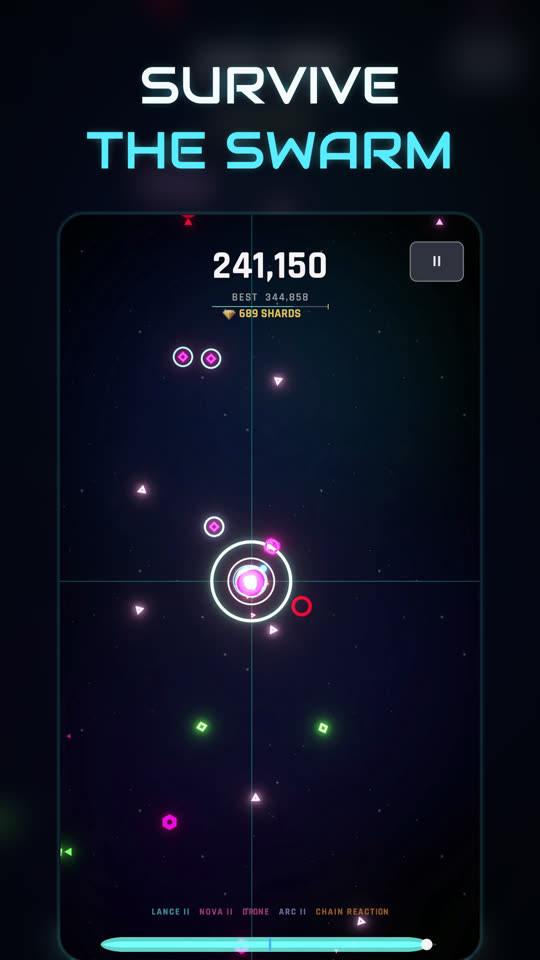 SURVIVE
THE SWARM
241,150
BEST 344,858
689 SHARDS
LANCE II NOVA II DRONE ARC II CHAIN REACTION